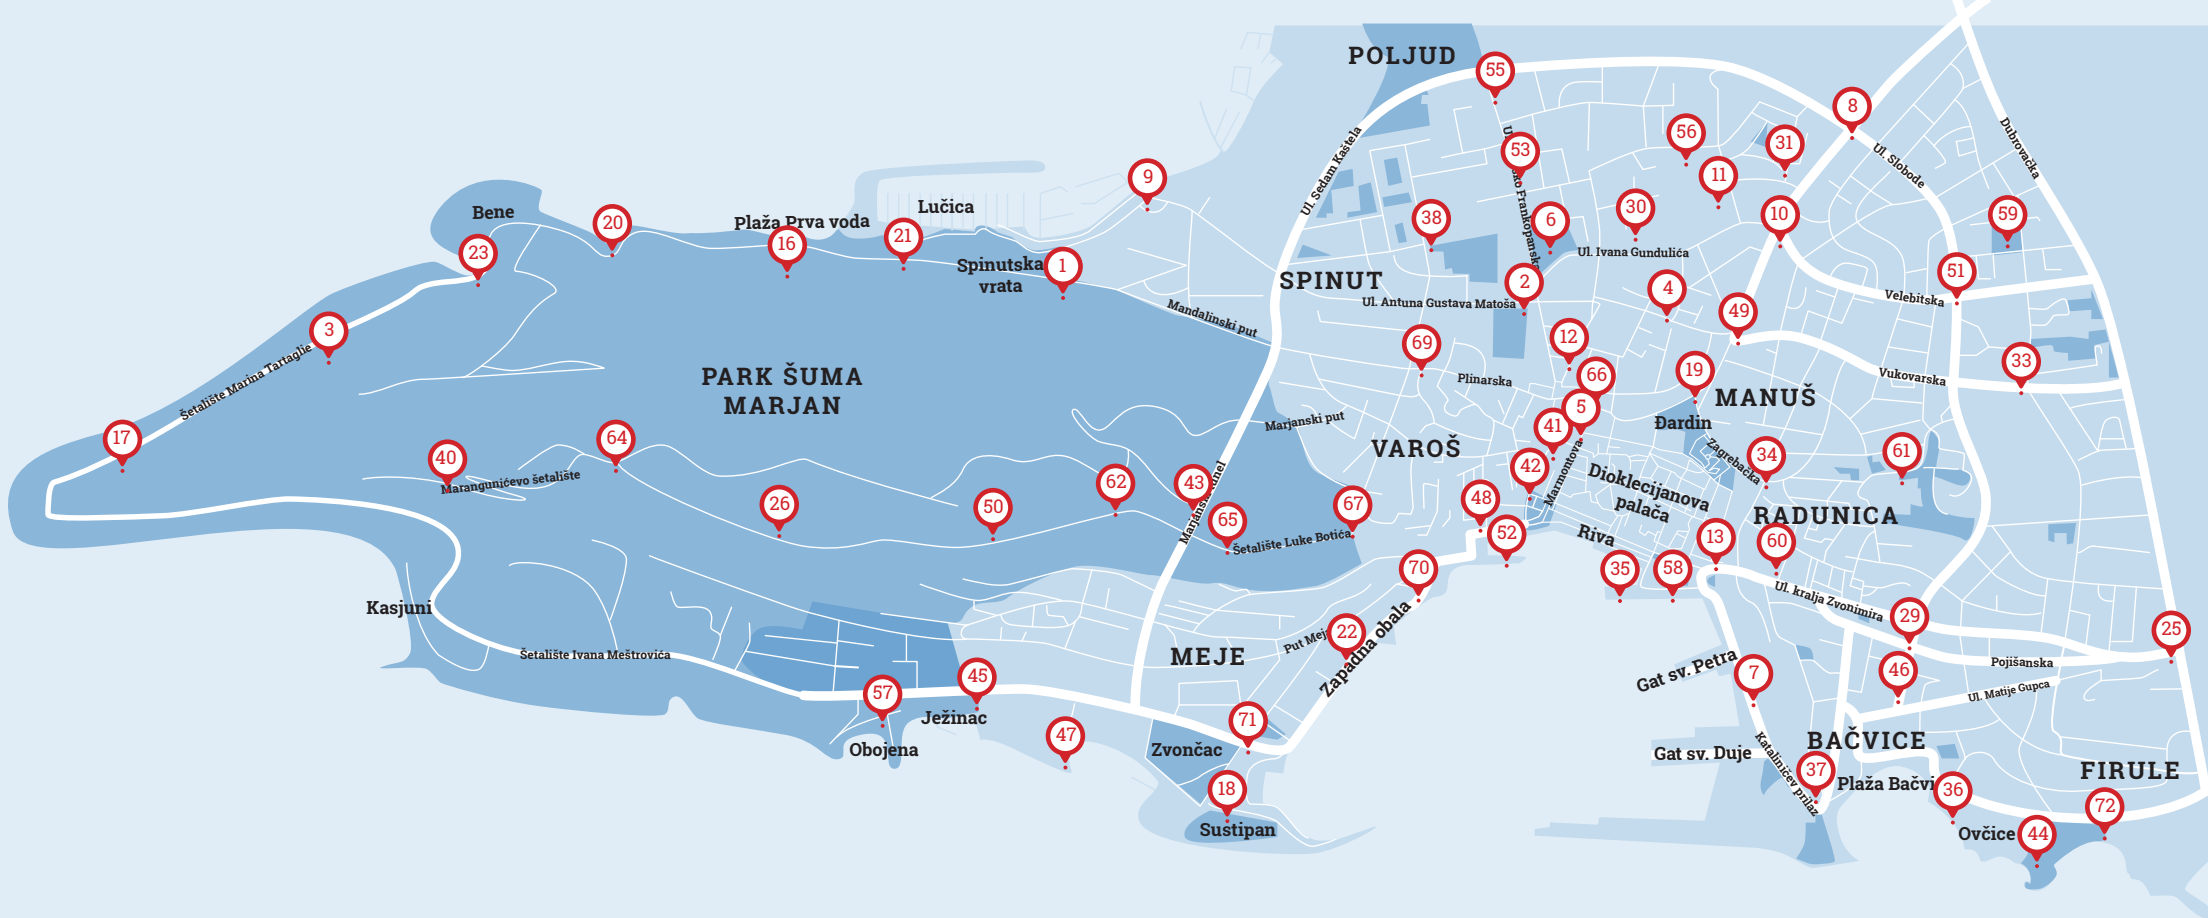 POLJUD
55
8
Ul. Sedam Kaštela
53
56
31
Ul. Slobode
Dubrovačka
9
11
Bene
20
Plaža Prva voda
Lučica
38
6
30
10
59
23
16
21
Ul. Ivana Gundulića
Spinutska
vrata
1
SPINUT
2
51
Mandalinski put
Ul. Antuna Gustava Matoša
4
49
Velebitska
3
Šetalište Marina Tartaglie
69
12
PARK ŠUMA
MARJAN
Plinarska
66
19
MANUŠ
Vukovarska
33
Marjanski put
5
Đardin
17
40
64
VAROŠ
41
Zagrebačka
34
61
Marangunićevo šetalište
42
Marmontova
Dioklecijanova
palača
26
50
62
43
65
67
48
RADUNICA
Šetalište Luke Botića
52
Riva
13
60
Kasjuni
70
35
58
Ul. kralja Zvonimira
29
25
Šetalište Ivana Meštrovića
MEJE
22
Zapadna obala
Gat sv. Petra
7
46
Pojišanska
Ul. Matije Gupca
57
45
Ježinac
Obojena
47
71
Zvončac
Gat sv. Duje
BAČVICE
Katalinićev prilaz
37
36
FIRULE
18
Sustipan
72
Ovčice
44